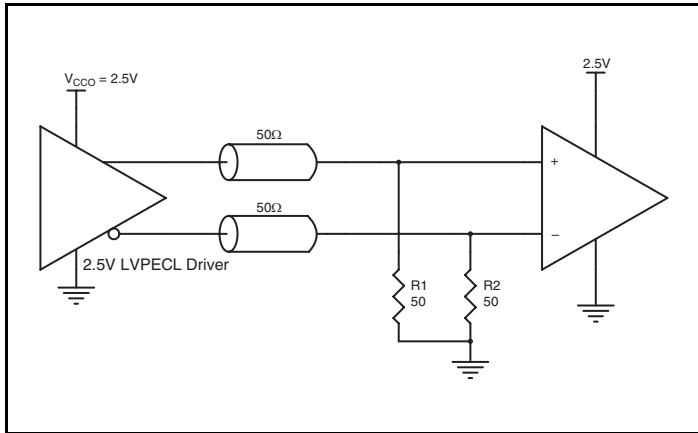 V_CCO = 2.5V
2.5V
50Ω
50Ω
+
−
2.5V LVPECL Driver
R1
50
R2
50